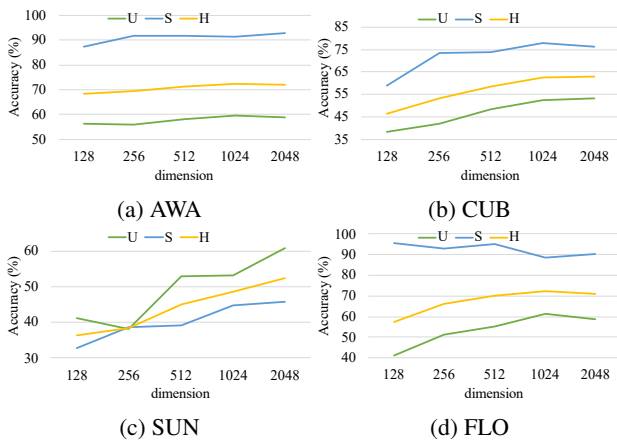 U S H
Accuracy (%)
100
90
80
70
60
50
128 256 512 1024 2048
dimension
(a) AWA
U S H
Accuracy (%)
85
75
65
55
45
35
128 256 512 1024 2048
dimension
(b) CUB
U S H
Accuracy (%)
60
50
40
30
128 256 512 1024 2048
dimension
(c) SUN
U S H
Accuracy (%)
100
90
80
70
60
50
40
128 256 512 1024 2048
dimension
(d) FLO